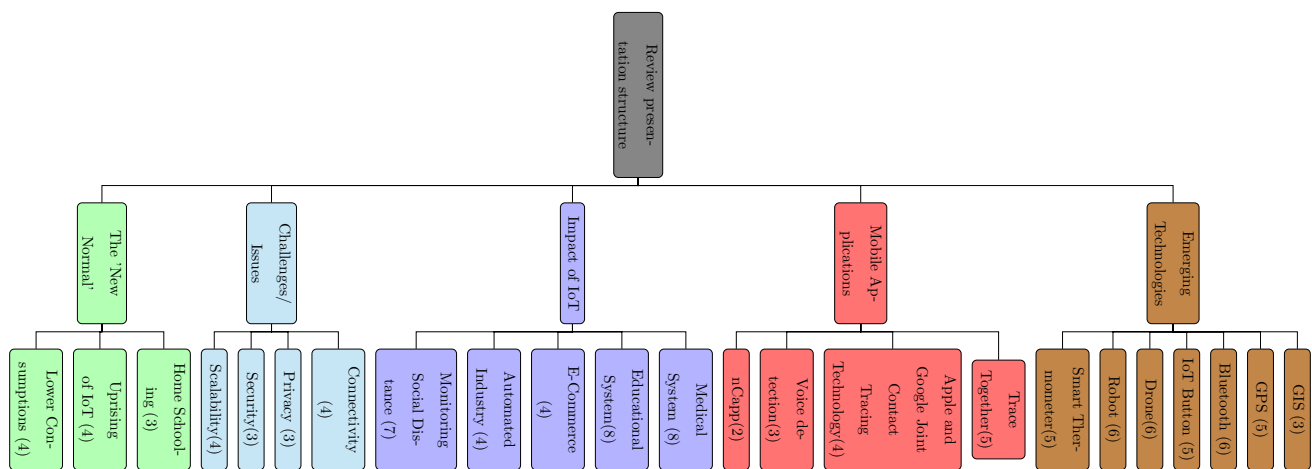 Review presen-
tation structure
Emerging
Technologies
GIS (3)
GPS (5)
Bluetooth (6)
IoT Button (5)
Drone(6)
Robot (6)
Smart Ther-
mometer(5)
Mobile Ap-
plications
Trace
Together(5)
Apple and
Google Joint
Contact
Tracing
Technology(4)
Voice de-
tection(3)
nCapp(2)
Impact of IoT
Medical
System (8)
Educational
System(8)
E-Commerce
(4)
Automated
Industry (4)
Monitoring
Social Dis-
tance (7)
Challenges/
Issues
Connectivity
(4)
Privacy (3)
Security(3)
Scalability(4)
The 'New
Normal'
Home School-
ing (3)
Uprising
of IoT (4)
Lower Con-
sumptions (4)